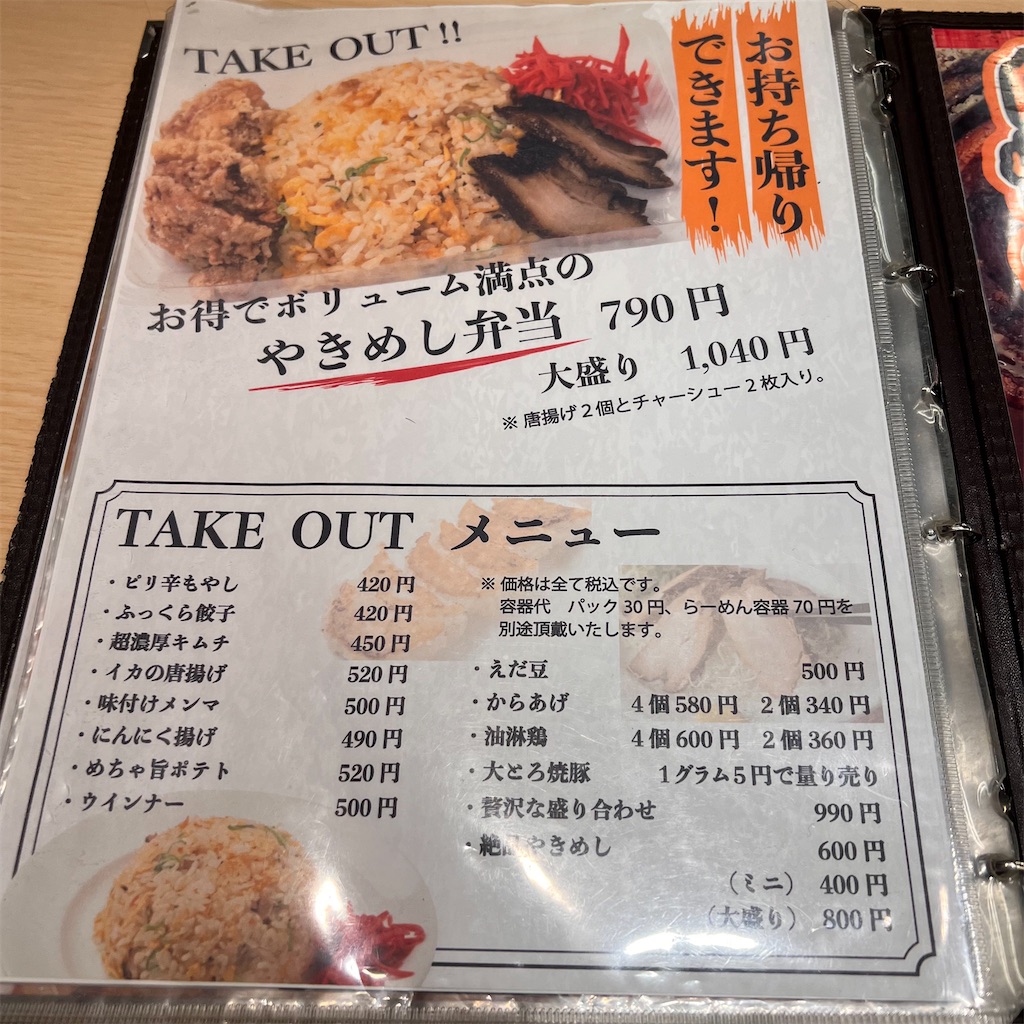 TAKE OUT!!
お持ち帰り
できます!
お得でボリューム満点の
やきめし弁当 790円
大盛り 1,040円
※唐揚げ2個とチャーシュー2枚入り。
TAKE OUT メニュー
・ピリ辛もやし 420円
・ふっくら餃子 420円
・超濃厚キムチ 450円
・イカの唐揚げ 520円
・味付けメンマ 500円
・にんにく揚げ 490円
・めちゃ旨ポテト 520円
・ウインナー 500円
※価格は全て税込です。
容器代 パック30円、らーめん容器70円を
別途頂戴いたします。
・えだ豆 500円
・からあげ 4個580円 2個340円
・油淋鶏 4個600円 2個360円
・大とろ焼豚 1グラム5円で量り売り
・贅沢な盛り合わせ 990円
・絶品やきめし 600円
(ミニ) 400円
(大盛り) 800円